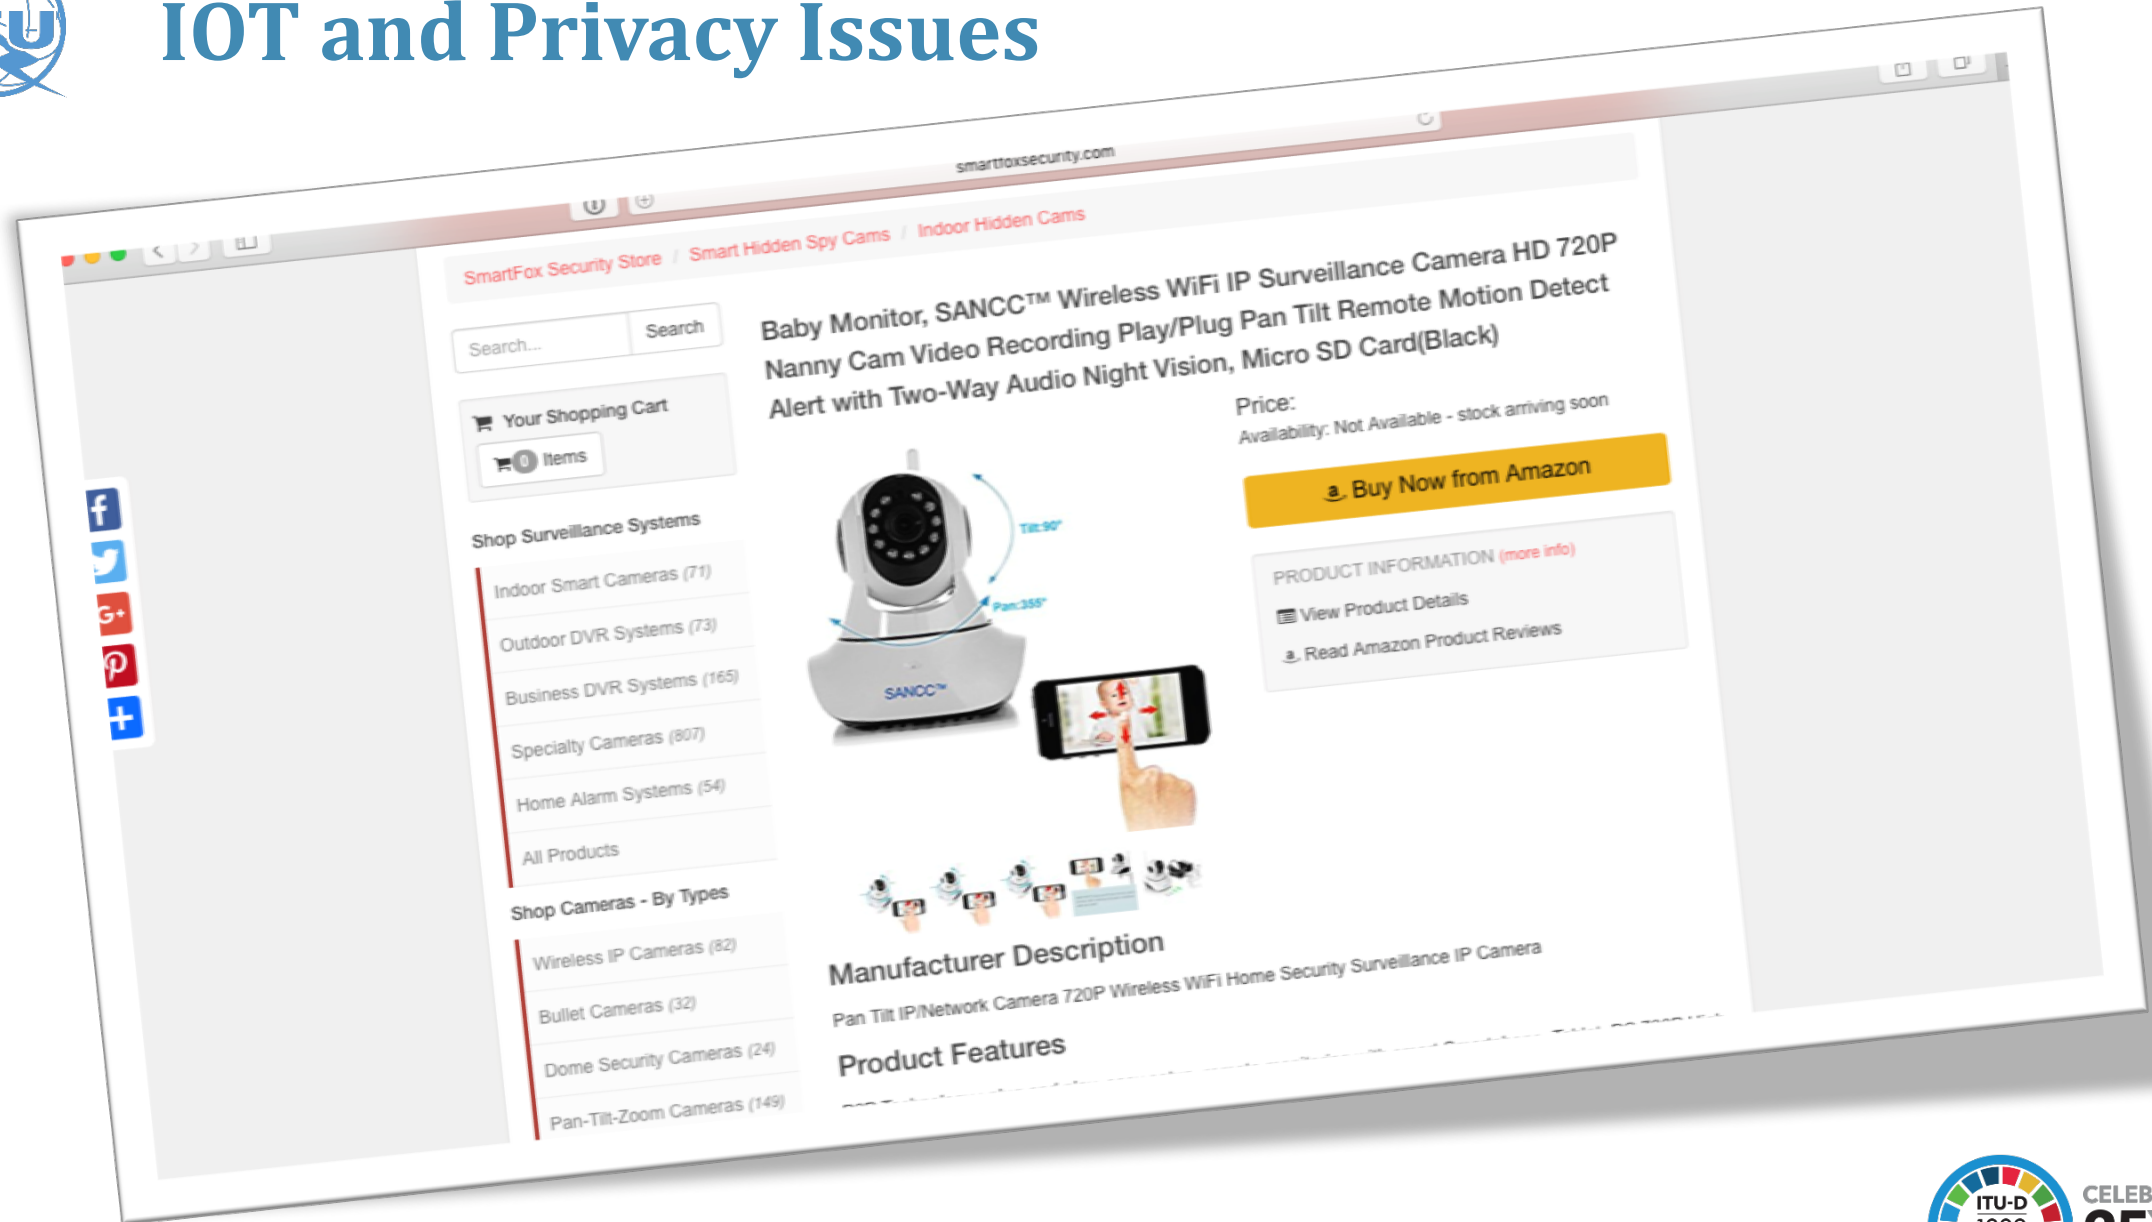 IOT and Privacy Issues
smartfoxsecurity.com
SmartFox Security Store / Smart Hidden Spy Cams / Indoor Hidden Cams
Search... Search
Your Shopping Cart
0 Items
Shop Surveillance Systems
Indoor Smart Cameras (71)
Outdoor DVR Systems (73)
Business DVR Systems (165)
Specialty Cameras (807)
Home Alarm Systems (54)
All Products
Shop Cameras - By Types
Wireless IP Cameras (82)
Bullet Cameras (32)
Dome Security Cameras (24)
Pan-Tilt-Zoom Cameras (149)
Baby Monitor, SANCC™ Wireless WiFi IP Surveillance Camera HD 720P
Nanny Cam Video Recording Play/Plug Pan Tilt Remote Motion Detect
Alert with Two-Way Audio Night Vision, Micro SD Card(Black)
Tilt:90°
Pan:355°
SANCC™
Price:
Availability: Not Available - stock arriving soon
Buy Now from Amazon
PRODUCT INFORMATION (more info)
View Product Details
Read Amazon Product Reviews
Manufacturer Description
Pan Tilt IP/Network Camera 720P Wireless WiFi Home Security Surveillance IP Camera
Product Features
ITU-D